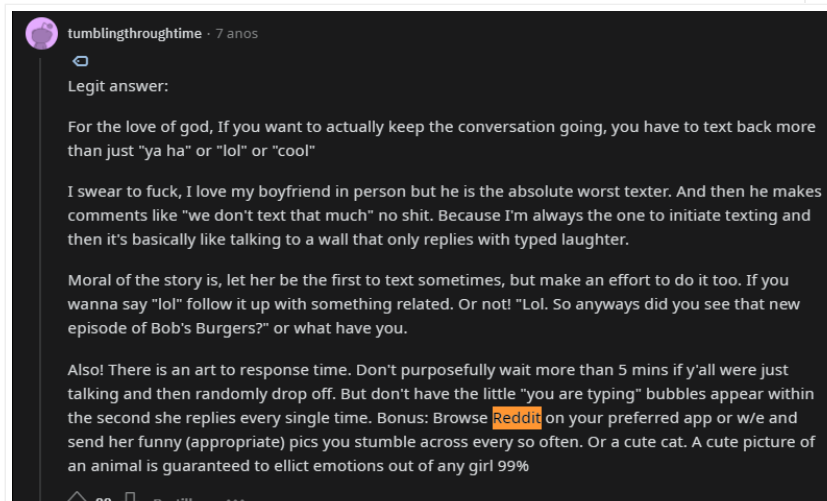 tumblingthroughtime · 7 anos
Legit answer:
For the love of god, If you want to actually keep the conversation going, you have to text back more
than just "ya ha" or "lol" or "cool"
I swear to fuck, I love my boyfriend in person but he is the absolute worst texter. And then he makes
comments like "we don't text that much" no shit. Because I'm always the one to initiate texting and
then it's basically like talking to a wall that only replies with typed laughter.
Moral of the story is, let her be the first to text sometimes, but make an effort to do it too. If you
wanna say "lol" follow it up with something related. Or not! "Lol. So anyways did you see that new
episode of Bob's Burgers?" or what have you.
Also! There is an art to response time. Don't purposefully wait more than 5 mins if y'all were just
talking and then randomly drop off. But don't have the little "you are typing" bubbles appear within
the second she replies every single time. Bonus: Browse Reddit on your preferred app or w/e and
send her funny (appropriate) pics you stumble across every so often. Or a cute cat. A cute picture of
an animal is guaranteed to ellict emotions out of any girl 99%